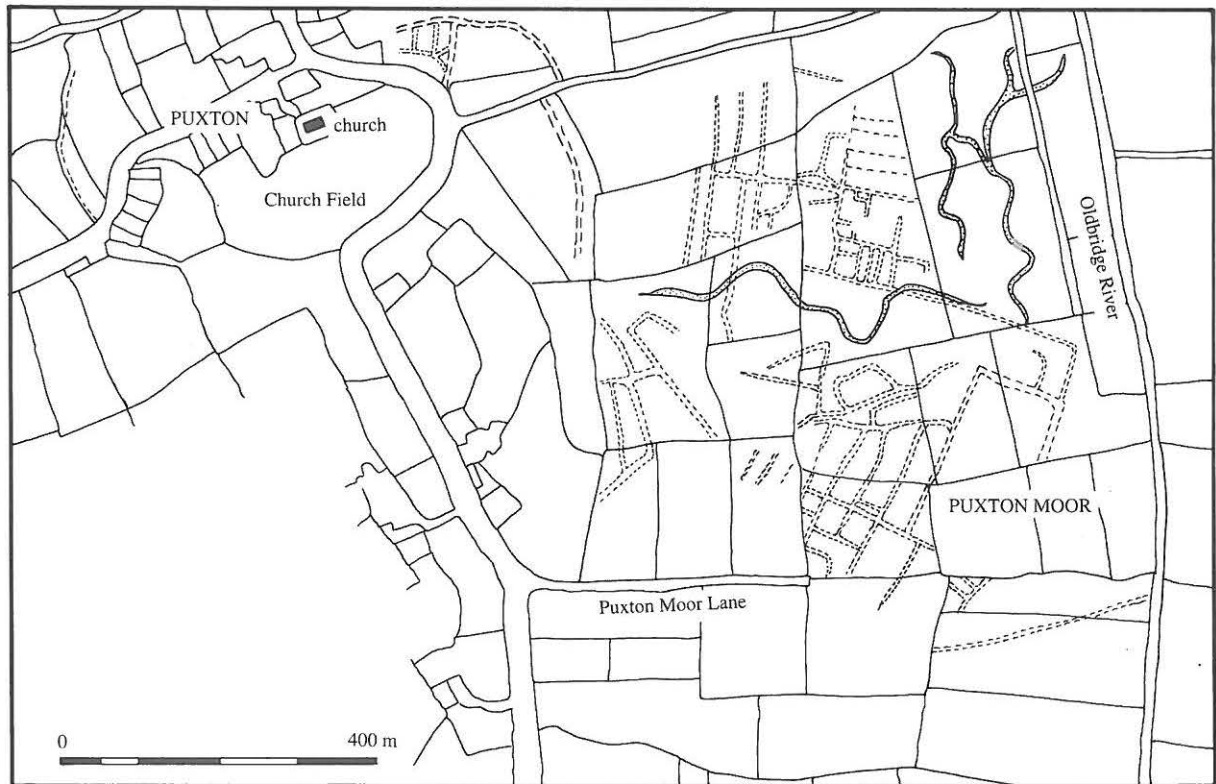 PUXTON
church
Church Field
Oldbridge River
PUXTON MOOR
Puxton Moor Lane
0 400 m